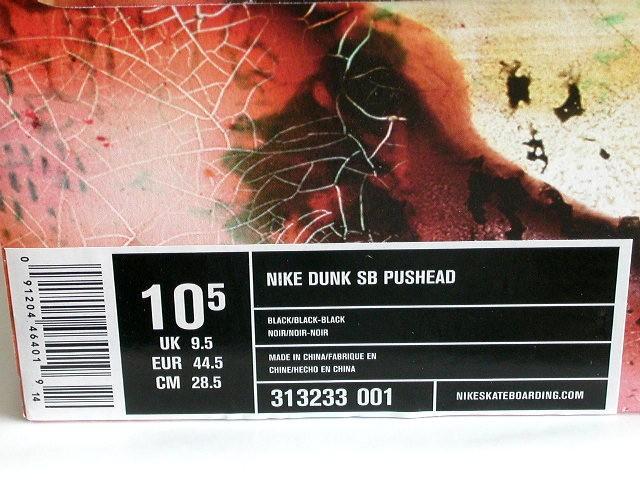 0 91204 46401 9 14
10⁵
UK 9.5
EUR 44.5
CM 28.5
NIKE DUNK SB PUSHEAD
BLACK/BLACK-BLACK
NOIR/NOIR-NOIR
MADE IN CHINA/FABRIQUE EN
CHINE/HECHO EN CHINA
313233 001
NIKESKATEBOARDING.COM